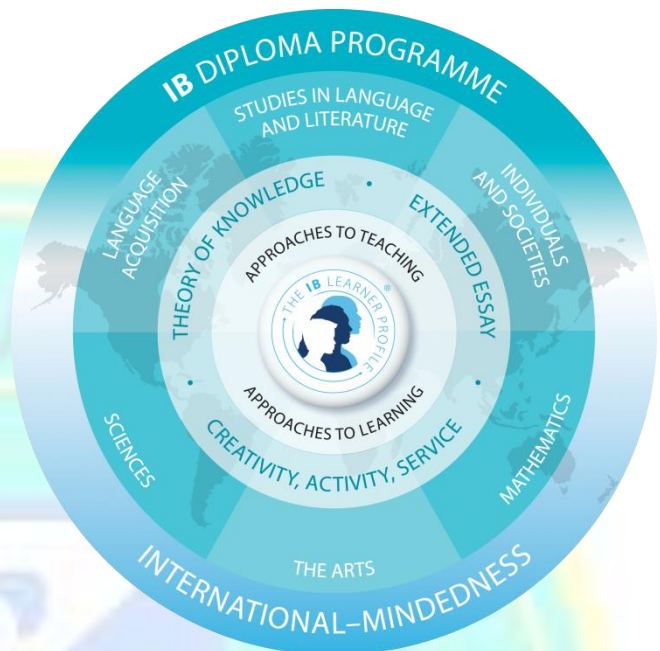 IB DIPLOMA PROGRAMME
STUDIES IN LANGUAGE
AND LITERATURE
LANGUAGE
ACQUISITION
INDIVIDUALS
AND SOCIETIES
THEORY OF KNOWLEDGE
•
EXTENDED ESSAY
APPROACHES TO TEACHING
• THE IB LEARNER PROFILE •
®
APPROACHES TO LEARNING
•
CREATIVITY, ACTIVITY, SERVICE
•
SCIENCES
MATHEMATICS
THE ARTS
INTERNATIONAL–MINDEDNESS